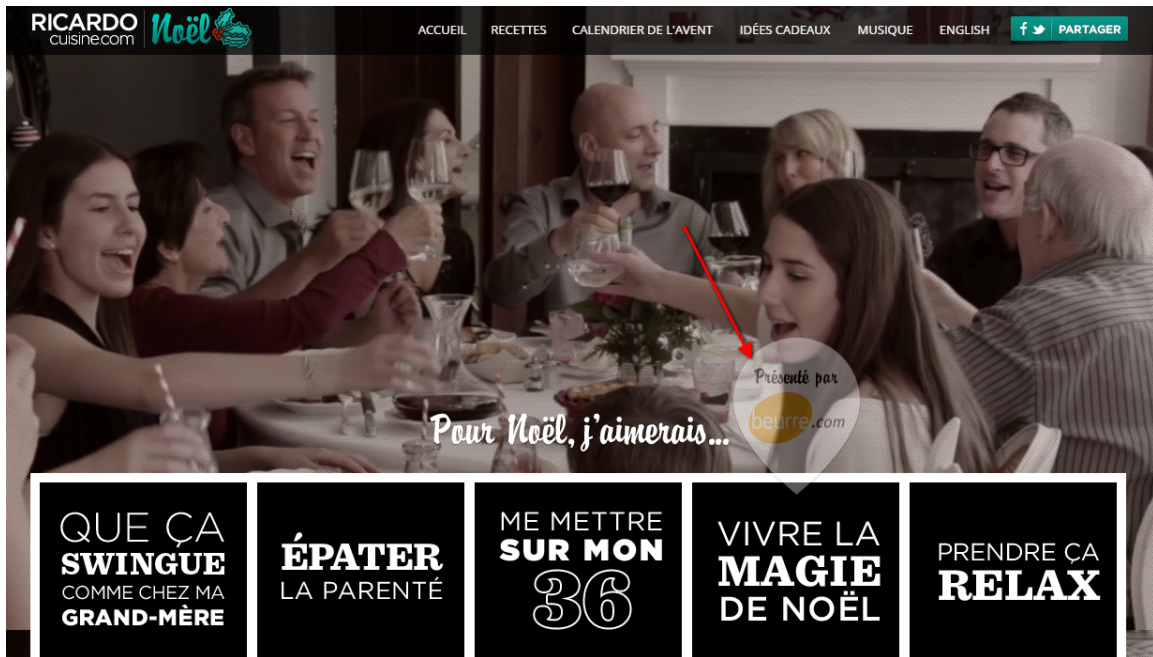 RICARDO
cuisine.com
Noël
ACCUEIL RECETTES CALENDRIER DE L'AVENT IDÉES CADEAUX MUSIQUE ENGLISH PARTAGER
Présenté par
beurre.com
Pour Noël, j'aimerais...
QUE ÇA
SWINGUE
COMME CHEZ MA
GRAND-MÈRE
ÉPATER
LA PARENTÉ
ME METTRE
SUR MON
36
VIVRE LA
MAGIE
DE NOËL
PRENDRE ÇA
RELAX